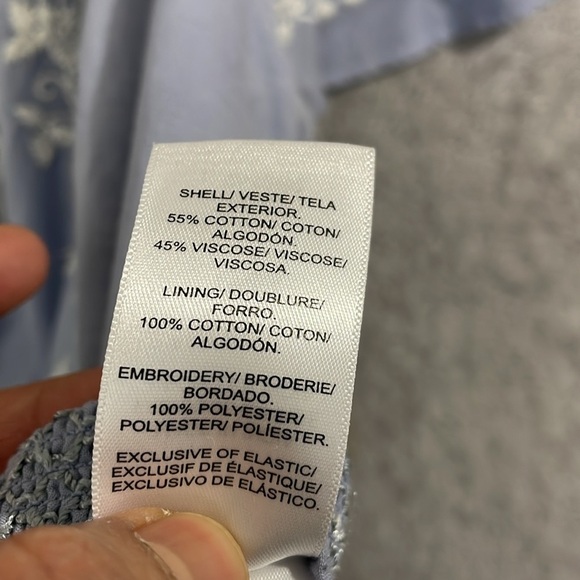 SHELL/ VESTE/ TELA
EXTERIOR.
55% COTTON/ COTON/
ALGODÓN.
45% VISCOSE/ VISCOSE/
VISCOSA.
LINING/ DOUBLURE/
FORRO.
100% COTTON/ COTON/
ALGODÓN.
EMBROIDERY/ BRODERIE/
BORDADO.
100% POLYESTER/
POLYESTER/ POLÍESTER.
EXCLUSIVE OF ELASTIC/
EXCLUSIF DE ÉLASTIQUE/
EXCLUSIVO DE ELÁSTICO.